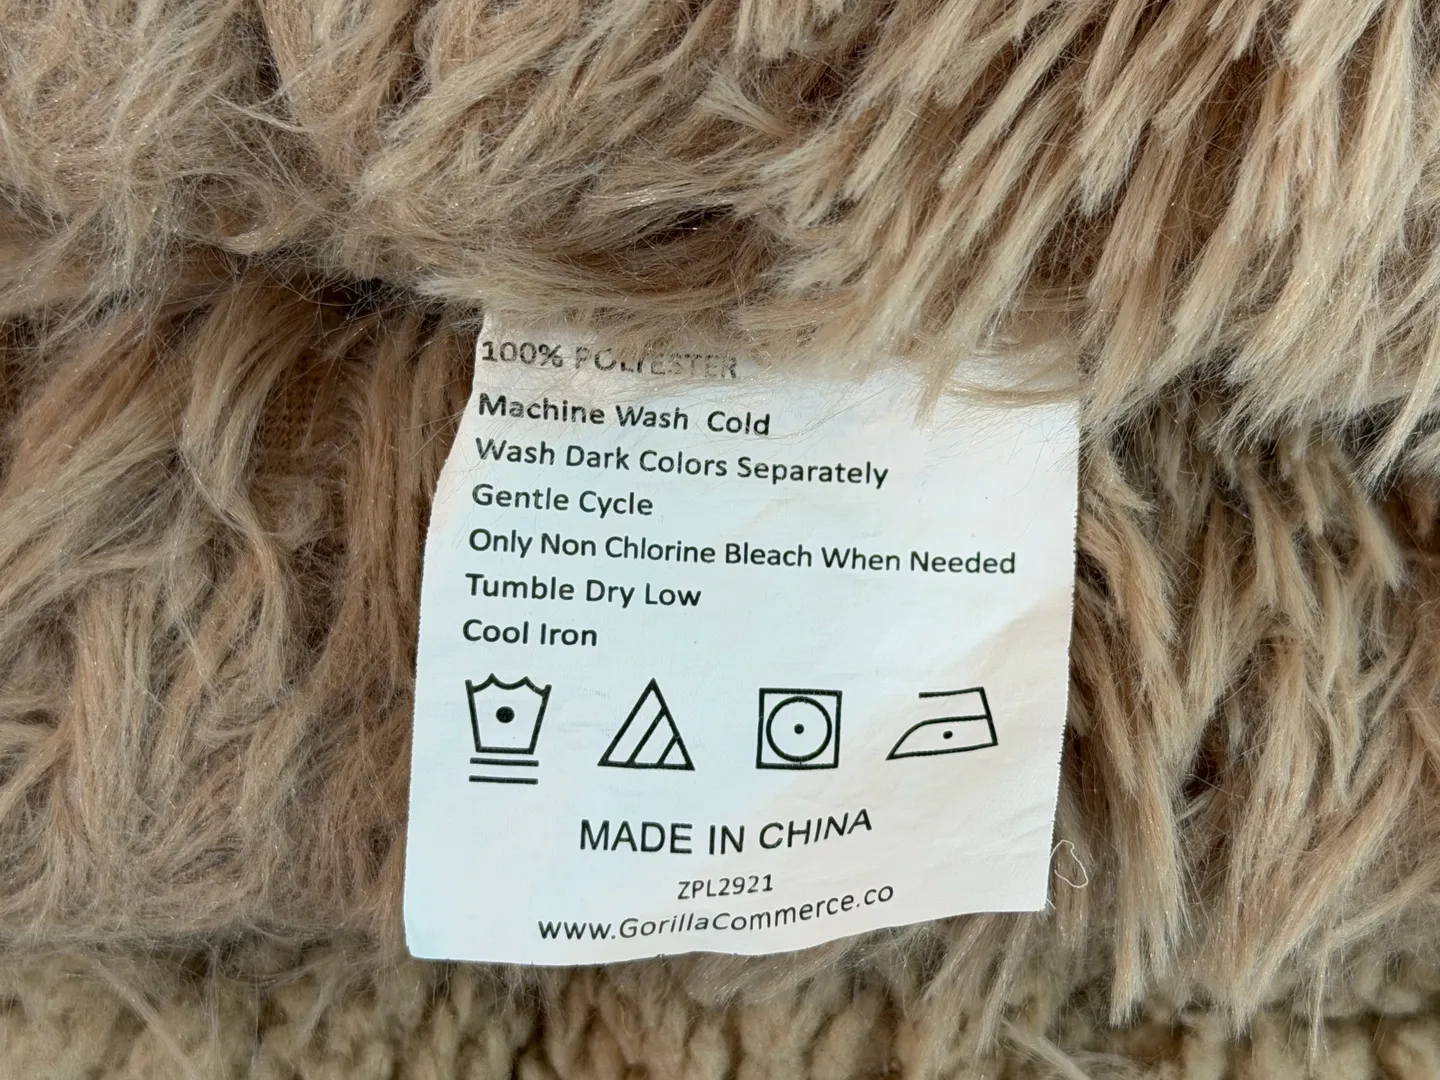 100% POLYESTER
Machine Wash Cold
Wash Dark Colors Separately
Gentle Cycle
Only Non Chlorine Bleach When Needed
Tumble Dry Low
Cool Iron
MADE IN CHINA
ZPL2921
www.GorillaCommerce.co